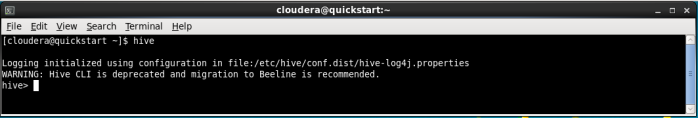 cloudera@quickstart:~
File Edit View Search Terminal Help
[cloudera@quickstart ~]$ hive
Logging initialized using configuration in file:/etc/hive/conf.dist/hive-log4j.properties
WARNING: Hive CLI is deprecated and migration to Beeline is recommended.
hive>